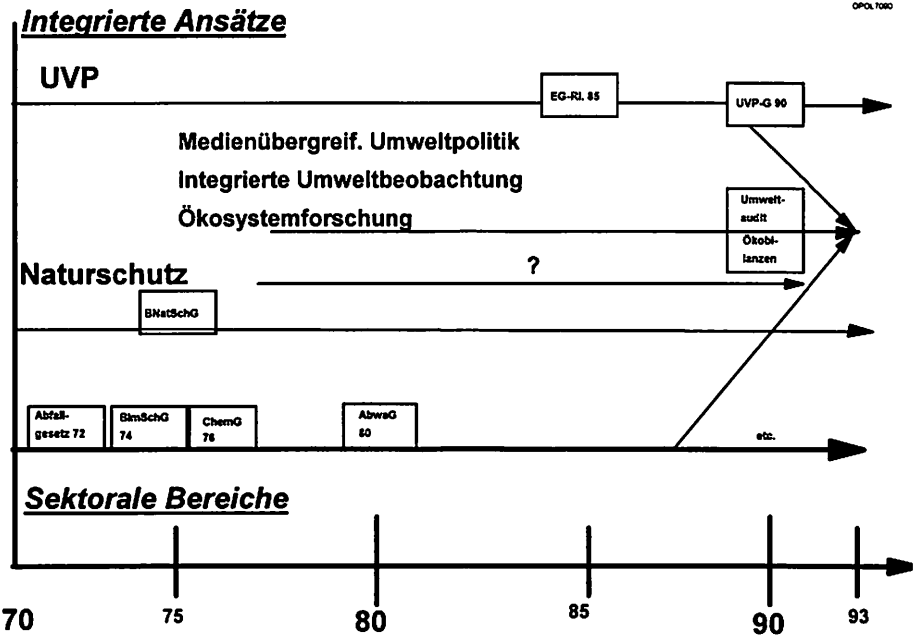 OPOL7090
Integrierte Ansätze
UVP
EG-Rl. 85
UVP-G 90
Medienübergreif. Umweltpolitik
Integrierte Umweltbeobachtung
Ökosystemforschung
Umwelt-
audit
Ökobi-
lanzen
?
Naturschutz
BNatSchG
Abfall-
gesetz 72
BImSchG
74
ChemG
76
AbwaG
80
etc.
Sektorale Bereiche
70
75
80
85
90
93